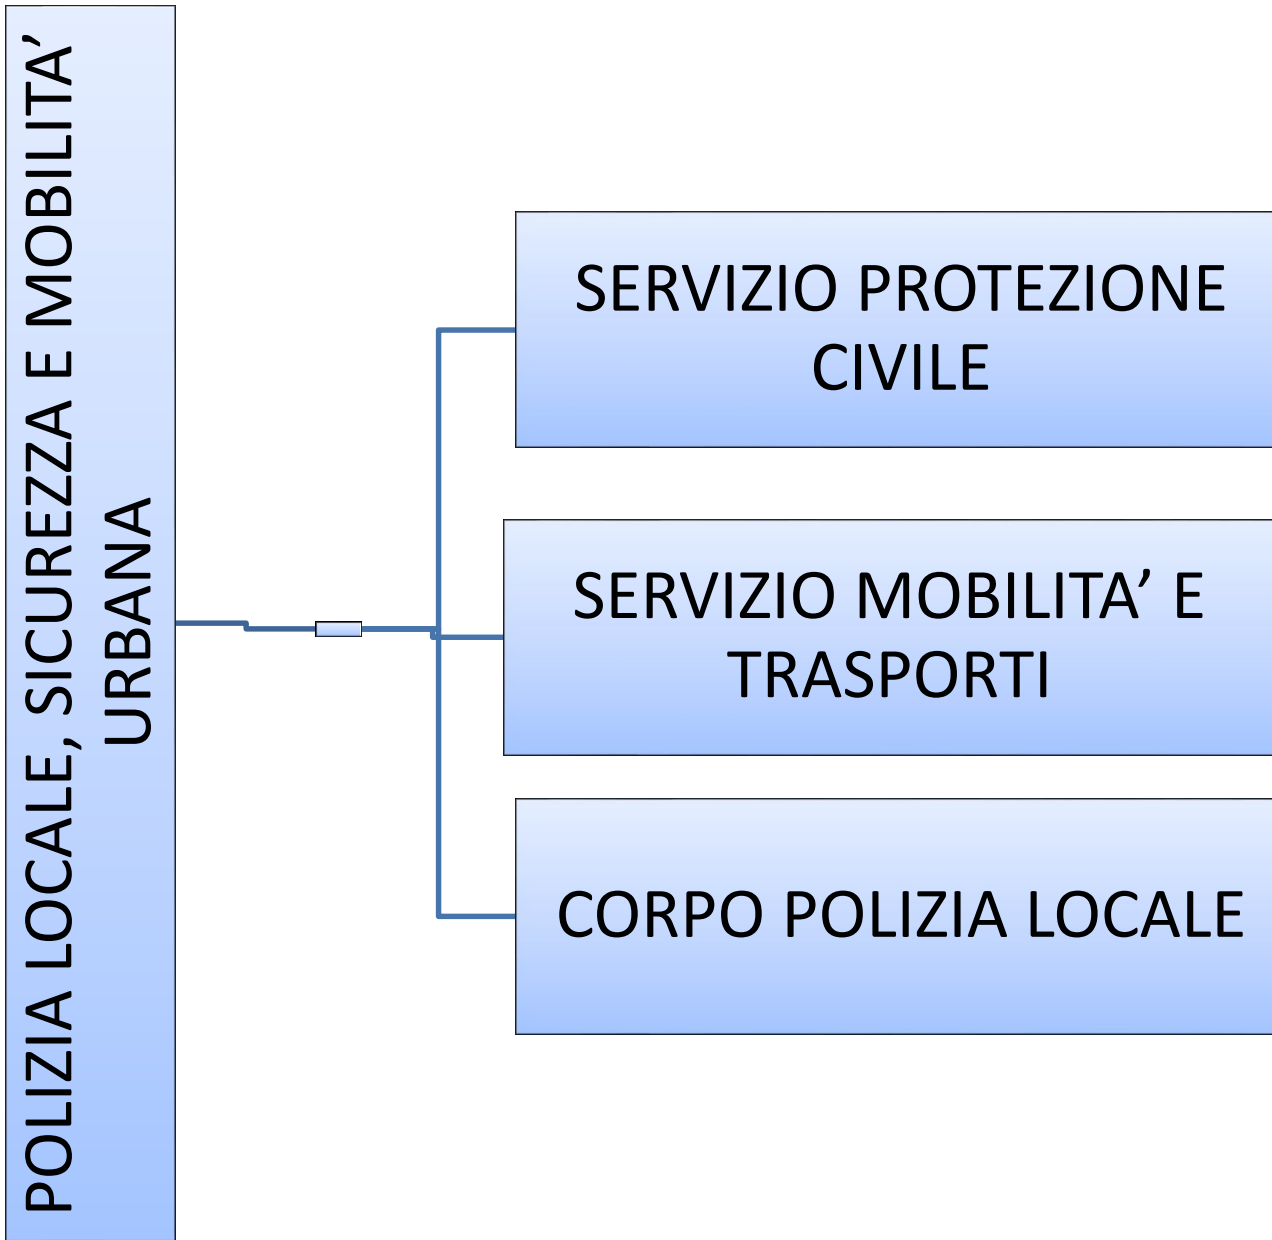 POLIZIA LOCALE, SICUREZZA E MOBILITA’
URBANA
SERVIZIO PROTEZIONE
CIVILE
SERVIZIO MOBILITA’ E
TRASPORTI
CORPO POLIZIA LOCALE